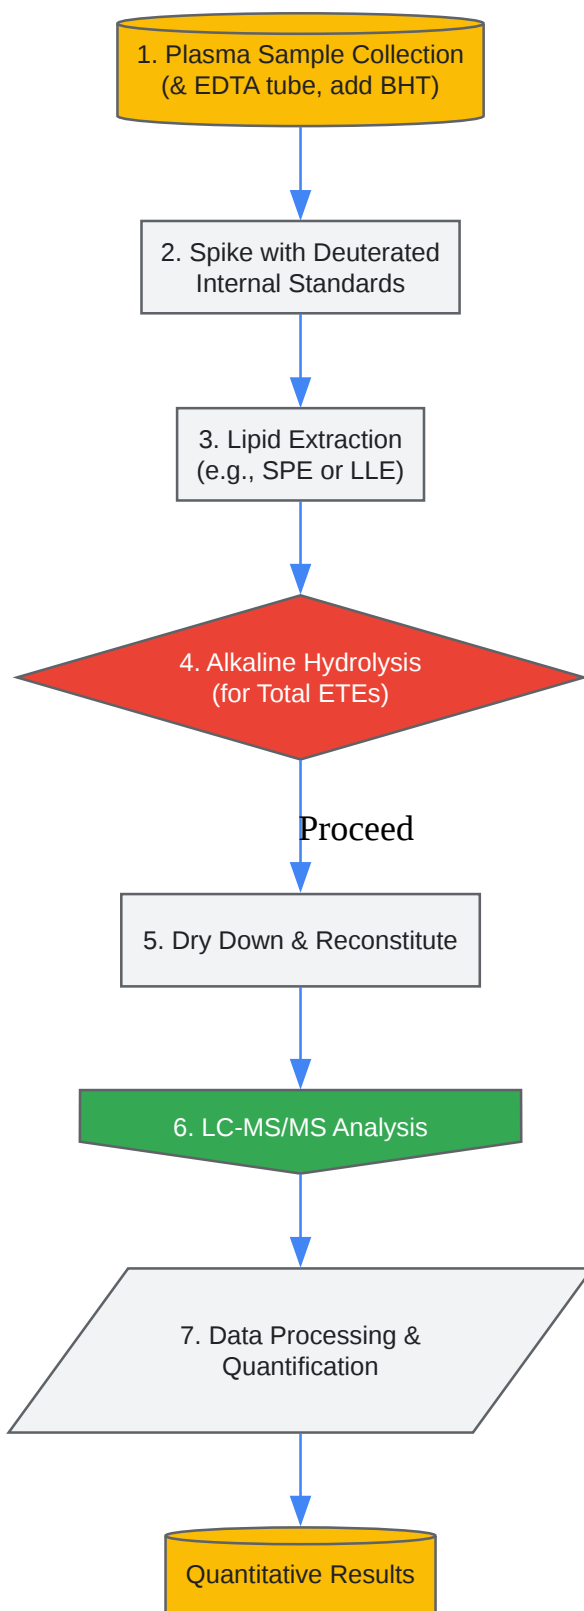 1. Plasma Sample Collection
(& EDTA tube, add BHT)
2. Spike with Deuterated
Internal Standards
3. Lipid Extraction
(e.g., SPE or LLE)
4. Alkaline Hydrolysis
(for Total ETEs)
Proceed
5. Dry Down & Reconstitute
6. LC-MS/MS Analysis
7. Data Processing &
Quantification
Quantitative Results